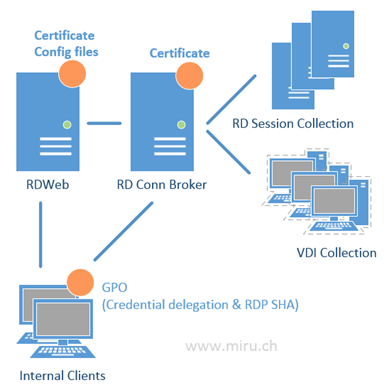 Certificate
Config files
Certificate
RDWeb
RD Conn Broker
RD Session Collection
VDI Collection
GPO
(Credential delegation & RDP SHA)
www.miru.ch
Internal Clients